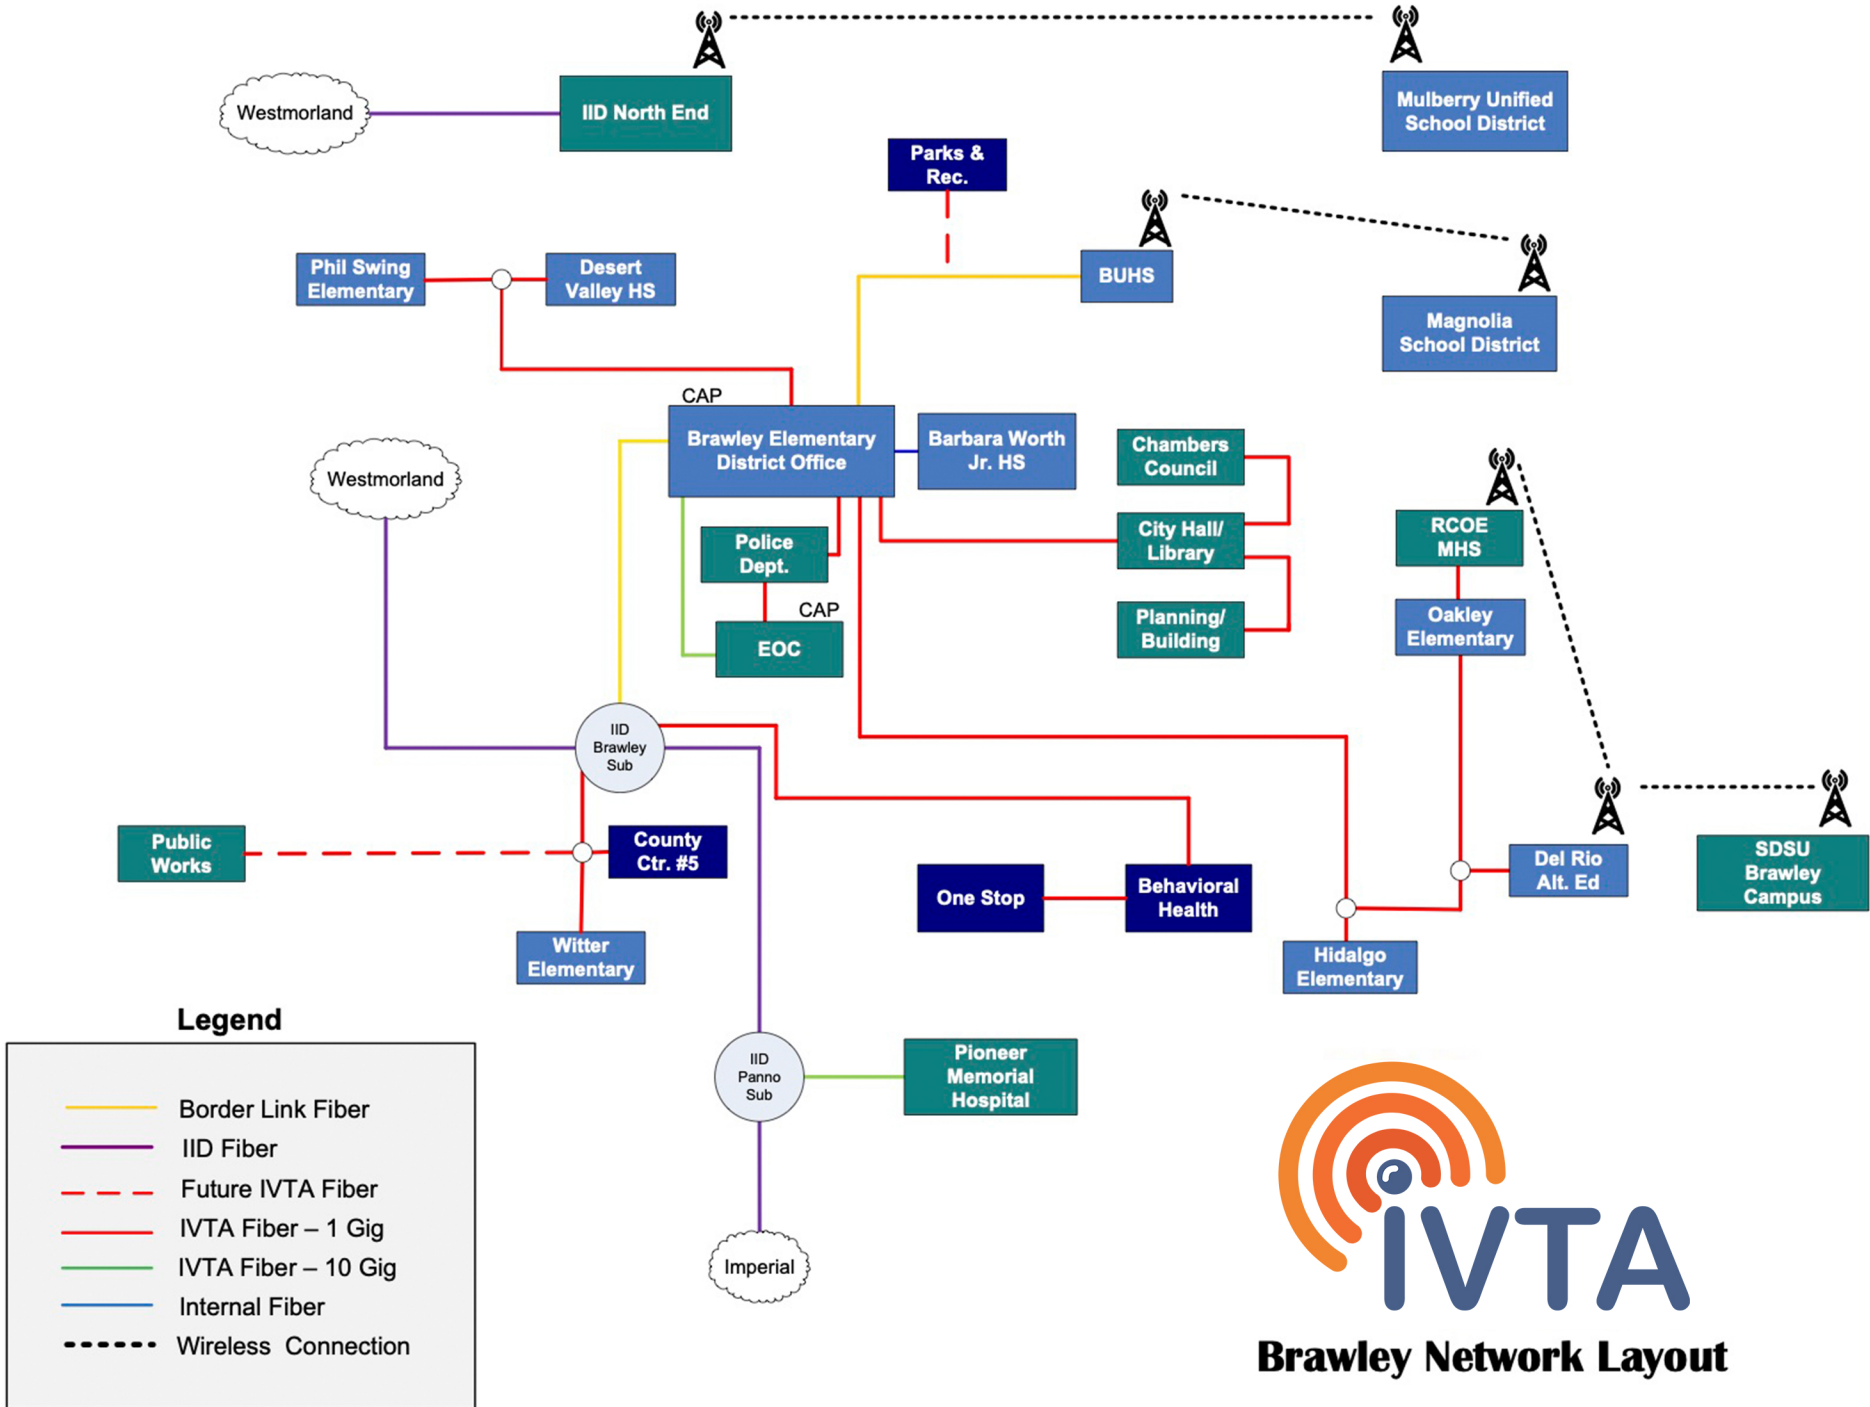 Westmorland
IID North End
Mulberry Unified
School District
Parks &
Rec.
Phil Swing
Elementary
Desert
Valley HS
BUHS
Magnolia
School District
CAP
Brawley Elementary
District Office
Barbara Worth
Jr. HS
Chambers
Council
Westmorland
City Hall/
Library
RCOE
MHS
Police
Dept.
CAP
EOC
Planning/
Building
Oakley
Elementary
IID
Brawley
Sub
Public
Works
County
Ctr. #5
One Stop
Behavioral
Health
Del Rio
Alt. Ed
SDSU
Brawley
Campus
Witter
Elementary
Hidalgo
Elementary
IID
Panno
Sub
Pioneer
Memorial
Hospital
Imperial
Legend
Border Link Fiber
IID Fiber
Future IVTA Fiber
IVTA Fiber – 1 Gig
IVTA Fiber – 10 Gig
Internal Fiber
Wireless Connection
iVTA
Brawley Network Layout